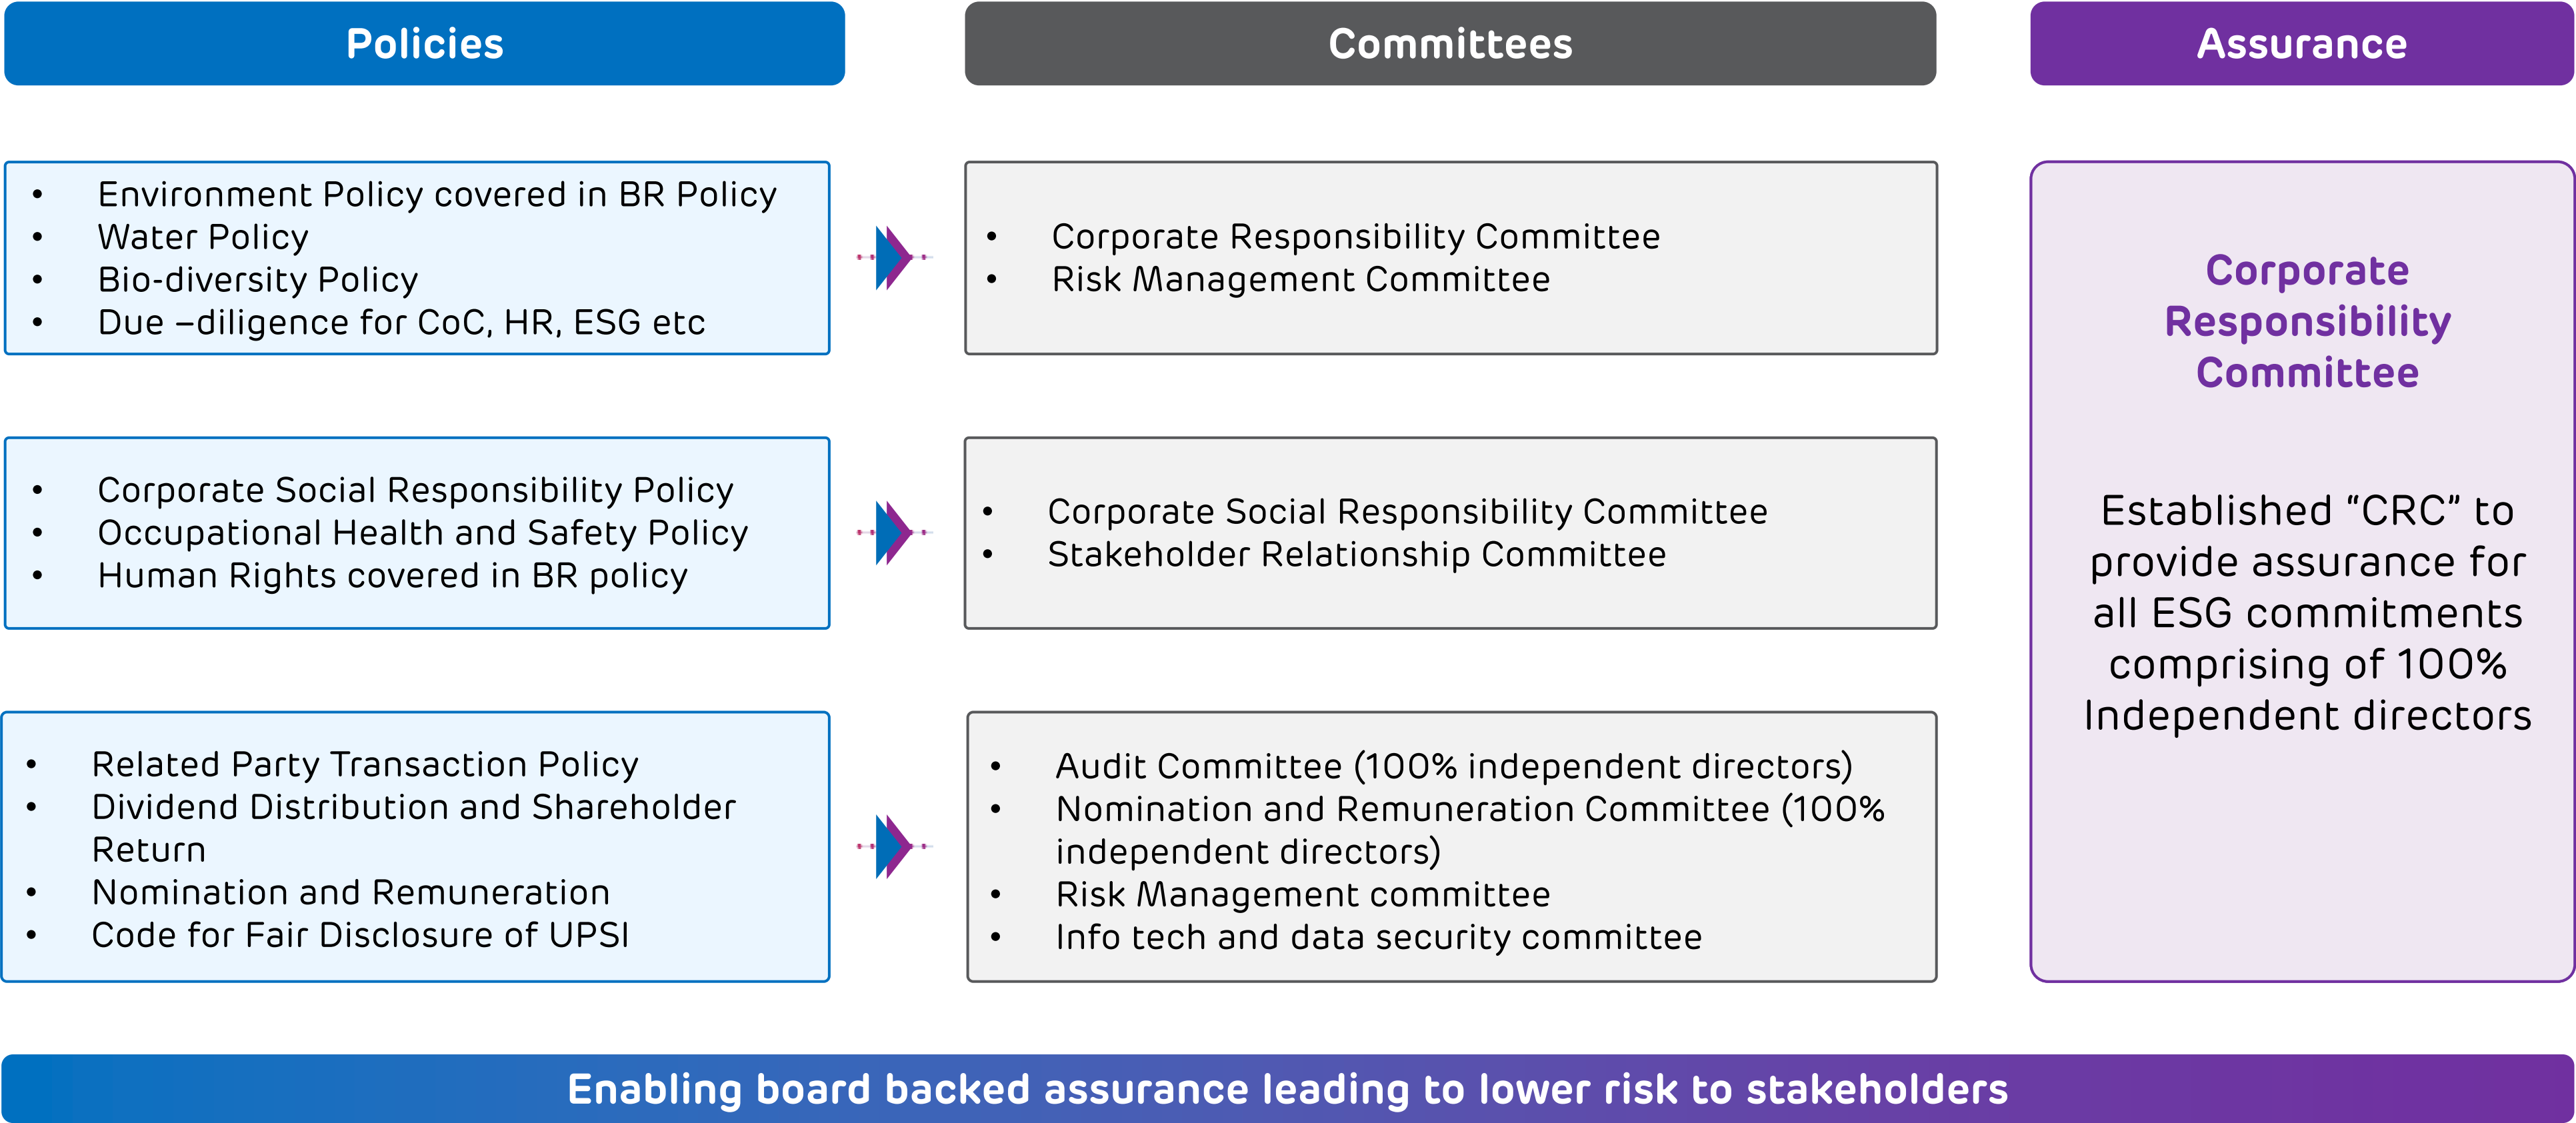 Policies
Committees
Assurance
• Environment Policy covered in BR Policy
• Water Policy
• Bio-diversity Policy
• Due –diligence for CoC, HR, ESG etc
• Corporate Responsibility Committee
• Risk Management Committee
• Corporate Social Responsibility Policy
• Occupational Health and Safety Policy
• Human Rights covered in BR policy
• Corporate Social Responsibility Committee
• Stakeholder Relationship Committee
• Related Party Transaction Policy
• Dividend Distribution and Shareholder
Return
• Nomination and Remuneration
• Code for Fair Disclosure of UPSI
• Audit Committee (100% independent directors)
• Nomination and Remuneration Committee (100%
independent directors)
• Risk Management committee
• Info tech and data security committee
Corporate
Responsibility
Committee
Established “CRC” to
provide assurance for
all ESG commitments
comprising of 100%
Independent directors
Enabling board backed assurance leading to lower risk to stakeholders